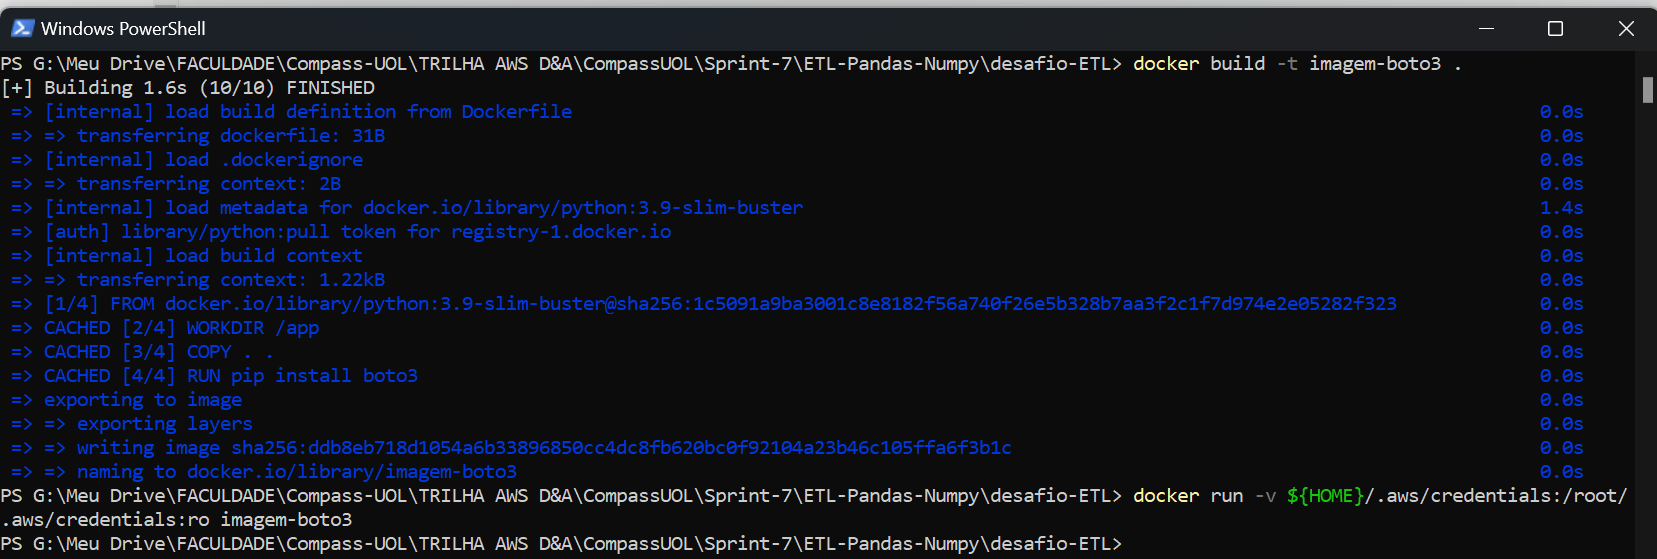 Windows PowerShell
PS G:\Meu Drive\FACULDADE\Compass-UOL\TRILHA AWS D&A\CompassUOL\Sprint-7\ETL-Pandas-Numpy\desafio-ETL> docker build -t imagem-boto3 .
[+] Building 1.6s (10/10) FINISHED
=> [internal] load build definition from Dockerfile 0.0s
=> => transferring dockerfile: 31B 0.0s
=> [internal] load .dockerignore 0.0s
=> => transferring context: 2B 0.0s
=> [internal] load metadata for docker.io/library/python:3.9-slim-buster 1.4s
=> [auth] library/python:pull token for registry-1.docker.io 0.0s
=> [internal] load build context 0.0s
=> => transferring context: 1.22kB 0.0s
=> [1/4] FROM docker.io/library/python:3.9-slim-buster@sha256:1c5091a9ba3001c8e8182f56a740f26e5b328b7aa3f2c1f7d974e2e05282f323 0.0s
=> CACHED [2/4] WORKDIR /app 0.0s
=> CACHED [3/4] COPY . . 0.0s
=> CACHED [4/4] RUN pip install boto3 0.0s
=> exporting to image 0.0s
=> => exporting layers 0.0s
=> => writing image sha256:ddb8eb718d1054a6b33896850cc4dc8fb620bc0f92104a23b46c105ffa6f3b1c 0.0s
=> => naming to docker.io/library/imagem-boto3 0.0s
PS G:\Meu Drive\FACULDADE\Compass-UOL\TRILHA AWS D&A\CompassUOL\Sprint-7\ETL-Pandas-Numpy\desafio-ETL> docker run -v ${HOME}/.aws/credentials:/root/
.aws/credentials:ro imagem-boto3
PS G:\Meu Drive\FACULDADE\Compass-UOL\TRILHA AWS D&A\CompassUOL\Sprint-7\ETL-Pandas-Numpy\desafio-ETL>